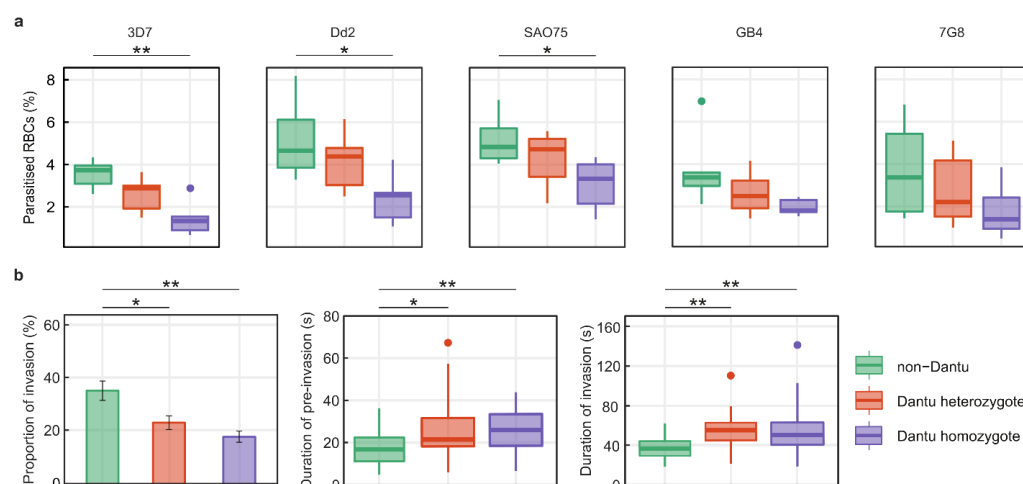 a
3D7 Dd2 SAO75 GB4 7G8
** * *
Parasitised RBCs (%)
8
6
4
2
b
** ** **
* * **
Proportion of invasion (%)
60
40
20
0
Duration of pre-invasion (s)
80
60
40
20
0
Duration of invasion (s)
160
120
80
40
0
non-Dantu
Dantu heterozygote
Dantu homozygote